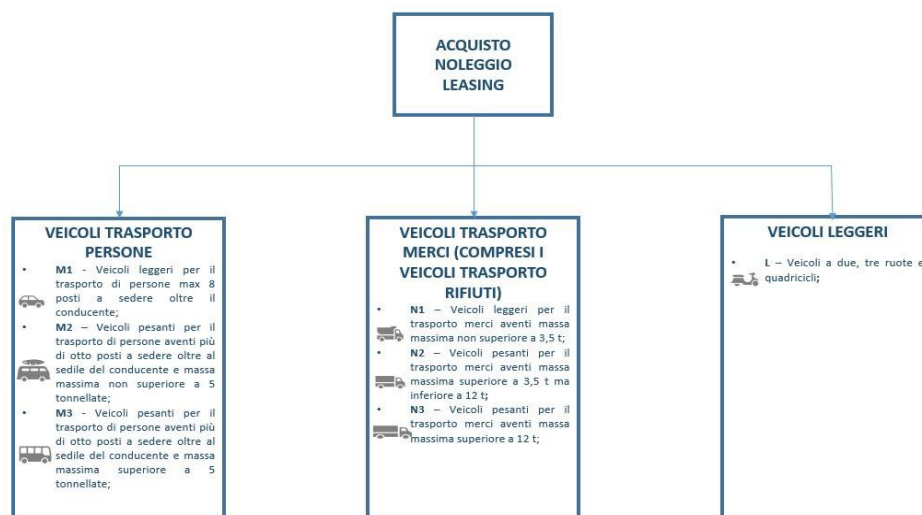 ACQUISTO
NOLEGGIO
LEASING
VEICOLI TRASPORTO
PERSONE
• M1 - Veicoli leggeri per il
trasporto di persone max 8
posti a sedere oltre il
conducente;
• M2 – Veicoli pesanti per il
trasporto di persone aventi più
di otto posti a sedere oltre al
sedile del conducente e massa
massima non superiore a 5
tonnellate;
• M3 - Veicoli pesanti per il
trasporto di persone aventi più
di otto posti a sedere oltre al
sedile del conducente e massa
massima superiore a 5
tonnellate;
VEICOLI TRASPORTO
MERCI (COMPRESI I
VEICOLI TRASPORTO
RIFIUTI)
• N1 – Veicoli leggeri per il
trasporto merci aventi massa
massima non superiore a 3,5 t;
• N2 – Veicoli pesanti per il
trasporto merci aventi massa
massima superiore a 3,5 t ma
inferiore a 12 t;
• N3 – Veicoli pesanti per il
trasporto merci aventi massa
massima superiore a 12 t;
VEICOLI LEGGERI
• L – Veicoli a due, tre ruote e
quadricicli;